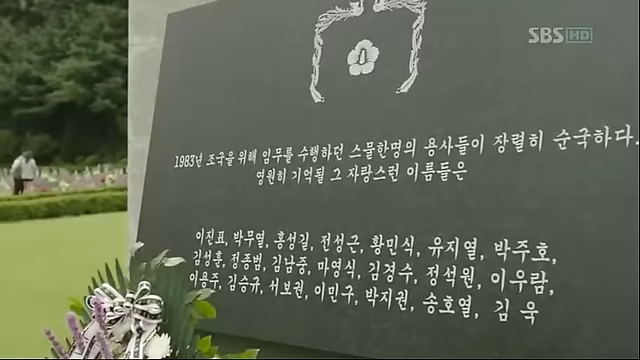 SBS HD
1983년 조국을 위해 임무를 수행하던 스물한명의 용사들이 장렬히 순국하다.
영원히 기억될 그 자랑스런 이름들은
이진표, 박무열, 홍성길, 전성근, 황민식, 유지열, 박주호,
김성훈, 정종범, 김남중, 마영식, 김경수, 정석원, 이우람,
이용주, 김승규, 서보권, 이민구, 박지권, 송호열, 김 욱